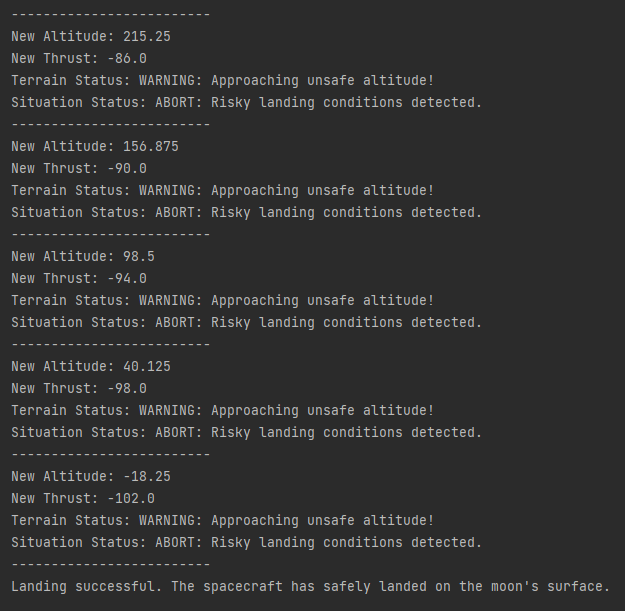 -------------------------
New Altitude: 215.25
New Thrust: -86.0
Terrain Status: WARNING: Approaching unsafe altitude!
Situation Status: ABORT: Risky landing conditions detected.
-------------------------
New Altitude: 156.875
New Thrust: -90.0
Terrain Status: WARNING: Approaching unsafe altitude!
Situation Status: ABORT: Risky landing conditions detected.
-------------------------
New Altitude: 98.5
New Thrust: -94.0
Terrain Status: WARNING: Approaching unsafe altitude!
Situation Status: ABORT: Risky landing conditions detected.
-------------------------
New Altitude: 40.125
New Thrust: -98.0
Terrain Status: WARNING: Approaching unsafe altitude!
Situation Status: ABORT: Risky landing conditions detected.
-------------------------
New Altitude: -18.25
New Thrust: -102.0
Terrain Status: WARNING: Approaching unsafe altitude!
Situation Status: ABORT: Risky landing conditions detected.
-------------------------
Landing successful. The spacecraft has safely landed on the moon's surface.